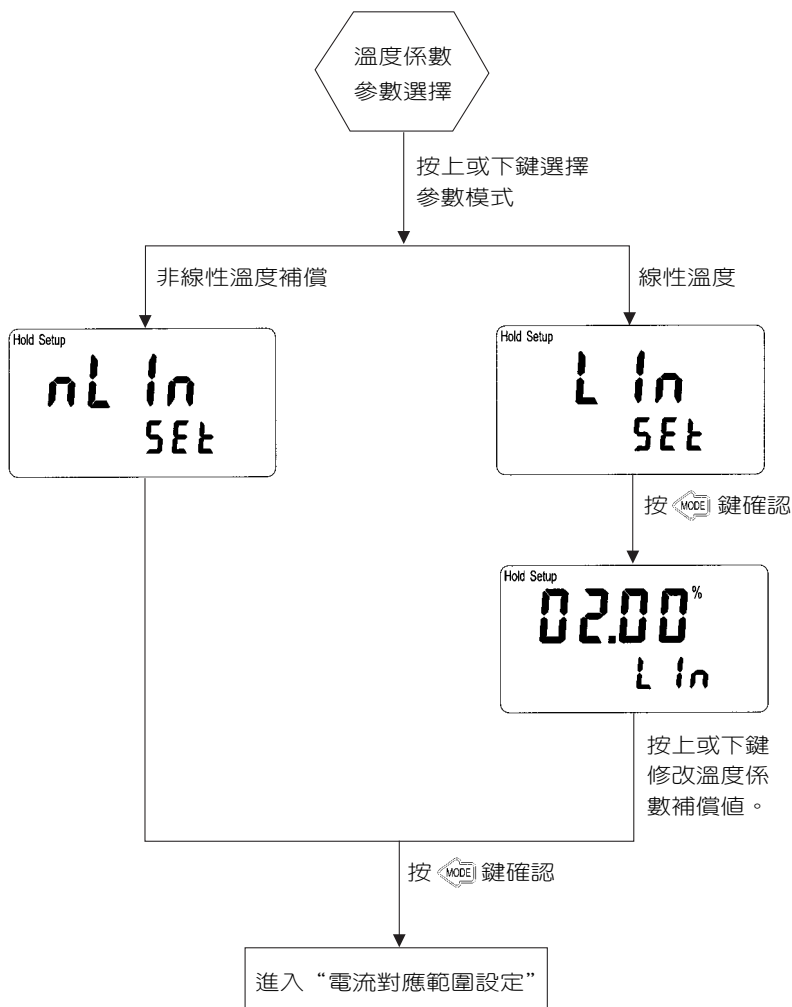 溫度係數
參數選擇
按上或下鍵選擇
參數模式
非線性溫度補償
線性溫度
Hold Setup
nLIn
SEt
Hold Setup
LIn
SEt
按 MODE 鍵確認
Hold Setup
02.00%
LIn
按上或下鍵
修改溫度係
數補償值。
按 MODE 鍵確認
進入“電流對應範圍設定”